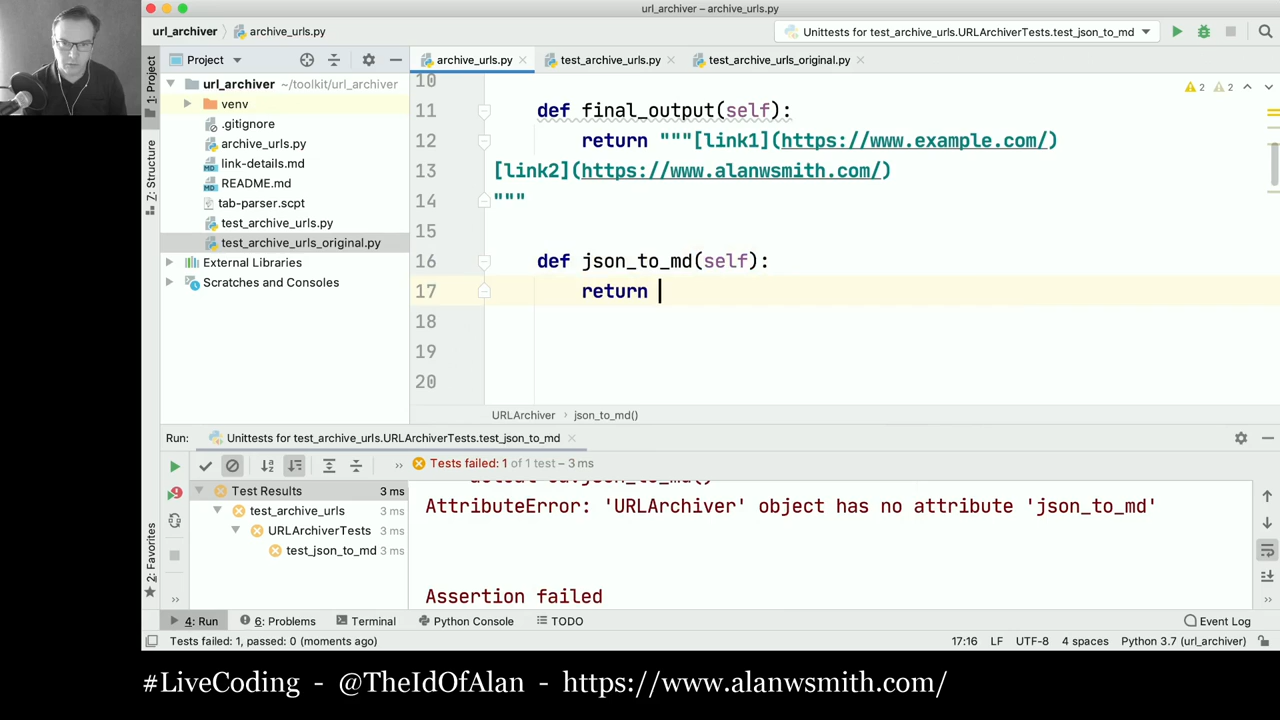 url_archiver – archive_urls.py
url_archiver
archive_urls.py
Unittests for test_archive_urls.URLArchiverTests.test_json_to_md
1: Project
Z: Structure
2: Favorites
Project
url_archiver ~/toolkit/url_archiver
venv
.gitignore
archive_urls.py
link-details.md
README.md
tab-parser.scpt
test_archive_urls.py
test_archive_urls_original.py
External Libraries
Scratches and Consoles
archive_urls.py
test_archive_urls.py
test_archive_urls_original.py
2 2
10
11 def final_output(self):
12 return """[link1](https://www.example.com/)
13 [link2](https://www.alanwsmith.com/)
14 """
15
16 def json_to_md(self):
17 return
18
19
20
URLArchiver › json_to_md()
Run: Unittests for test_archive_urls.URLArchiverTests.test_json_to_md
Tests failed: 1 of 1 test – 3 ms
Test Results 3 ms
test_archive_urls 3 ms
URLArchiverTests 3 ms
test_json_to_md 3 ms
AttributeError: 'URLArchiver' object has no attribute 'json_to_md'
Assertion failed
4: Run
6: Problems
Terminal
Python Console
TODO
Event Log
Tests failed: 1, passed: 0 (moments ago)
17:16 LF UTF-8 4 spaces Python 3.7 (url_archiver)
#LiveCoding - @TheIdOfAlan - https://www.alanwsmith.com/